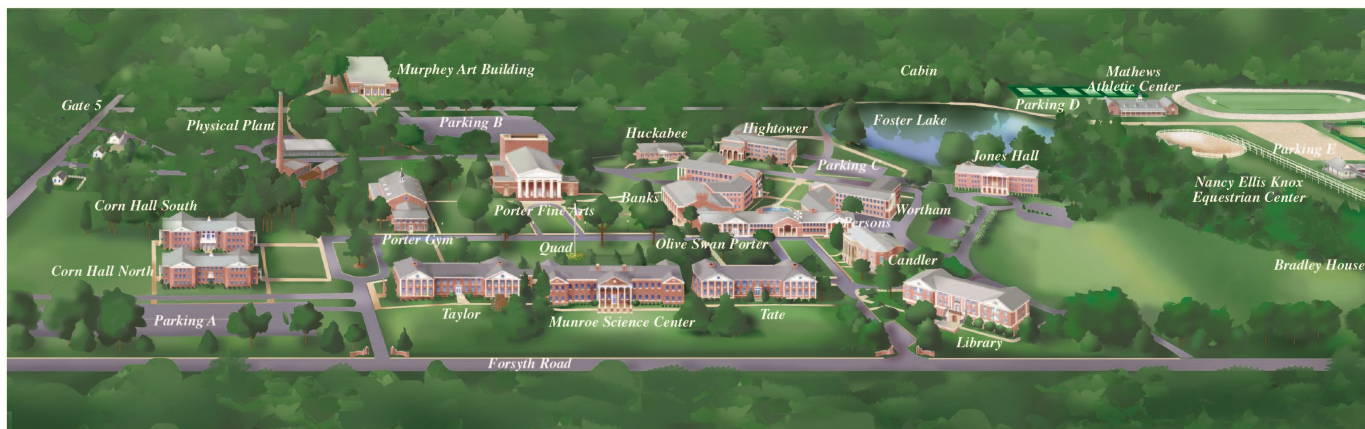 Murphey Art Building
Cabin
Mathews
Athletic Center
Gate 5
Parking D
Physical Plant
Parking B
Huckabee
Hightower
Foster Lake
Jones Hall
Parking E
Parking C
Nancy Ellis Knox
Equestrian Center
Corn Hall South
Banks
Porter Fine Arts
Wortham
Persons
Porter Gym
Quad
Olive Swan Porter
Candler
Corn Hall North
Bradley House
Taylor
Munroe Science Center
Tate
Parking A
Library
Forsyth Road